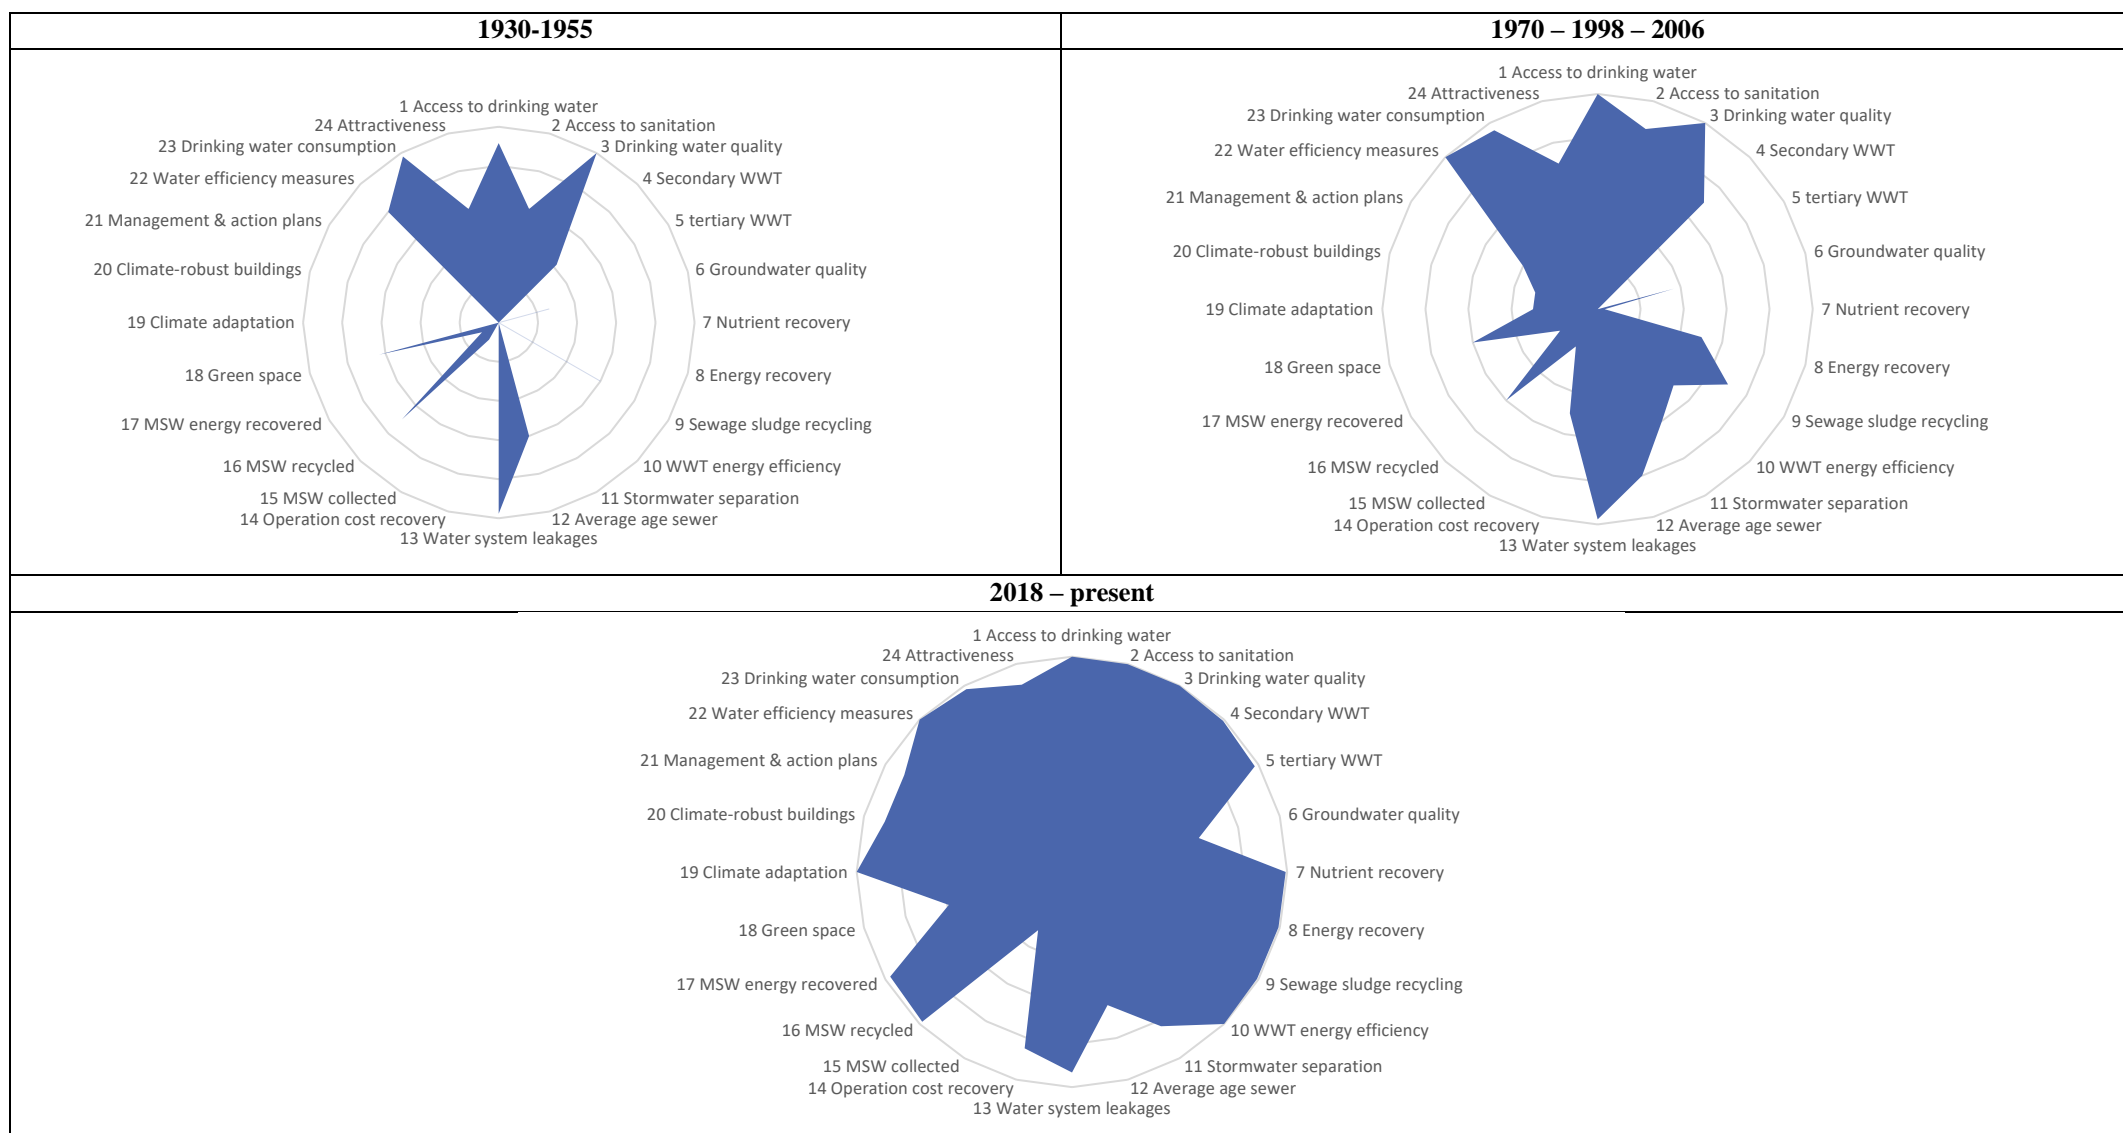 1930-1955
1970 – 1998 – 2006
1 Access to drinking water
2 Access to sanitation
3 Drinking water quality
4 Secondary WWT
5 tertiary WWT
6 Groundwater quality
7 Nutrient recovery
8 Energy recovery
9 Sewage sludge recycling
10 WWT energy efficiency
11 Stormwater separation
12 Average age sewer
13 Water system leakages
14 Operation cost recovery
15 MSW collected
16 MSW recycled
17 MSW energy recovered
18 Green space
19 Climate adaptation
20 Climate-robust buildings
21 Management & action plans
22 Water efficiency measures
23 Drinking water consumption
24 Attractiveness
1 Access to drinking water
2 Access to sanitation
3 Drinking water quality
4 Secondary WWT
5 tertiary WWT
6 Groundwater quality
7 Nutrient recovery
8 Energy recovery
9 Sewage sludge recycling
10 WWT energy efficiency
11 Stormwater separation
12 Average age sewer
13 Water system leakages
14 Operation cost recovery
15 MSW collected
16 MSW recycled
17 MSW energy recovered
18 Green space
19 Climate adaptation
20 Climate-robust buildings
21 Management & action plans
22 Water efficiency measures
23 Drinking water consumption
24 Attractiveness
2018 – present
1 Access to drinking water
2 Access to sanitation
3 Drinking water quality
4 Secondary WWT
5 tertiary WWT
6 Groundwater quality
7 Nutrient recovery
8 Energy recovery
9 Sewage sludge recycling
10 WWT energy efficiency
11 Stormwater separation
12 Average age sewer
13 Water system leakages
14 Operation cost recovery
15 MSW collected
16 MSW recycled
17 MSW energy recovered
18 Green space
19 Climate adaptation
20 Climate-robust buildings
21 Management & action plans
22 Water efficiency measures
23 Drinking water consumption
24 Attractiveness